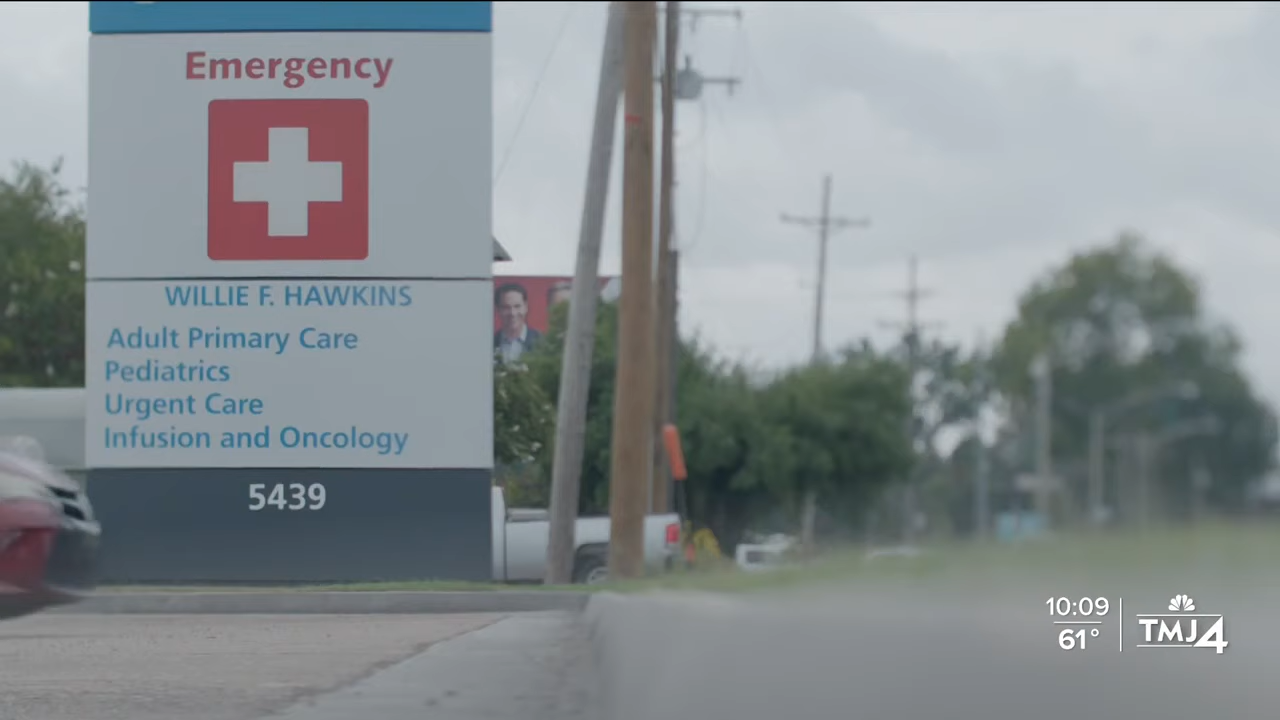 Emergency
WILLIE F. HAWKINS
Adult Primary Care
Pediatrics
Urgent Care
Infusion and Oncology
5439
10:09
61°
TMJ4